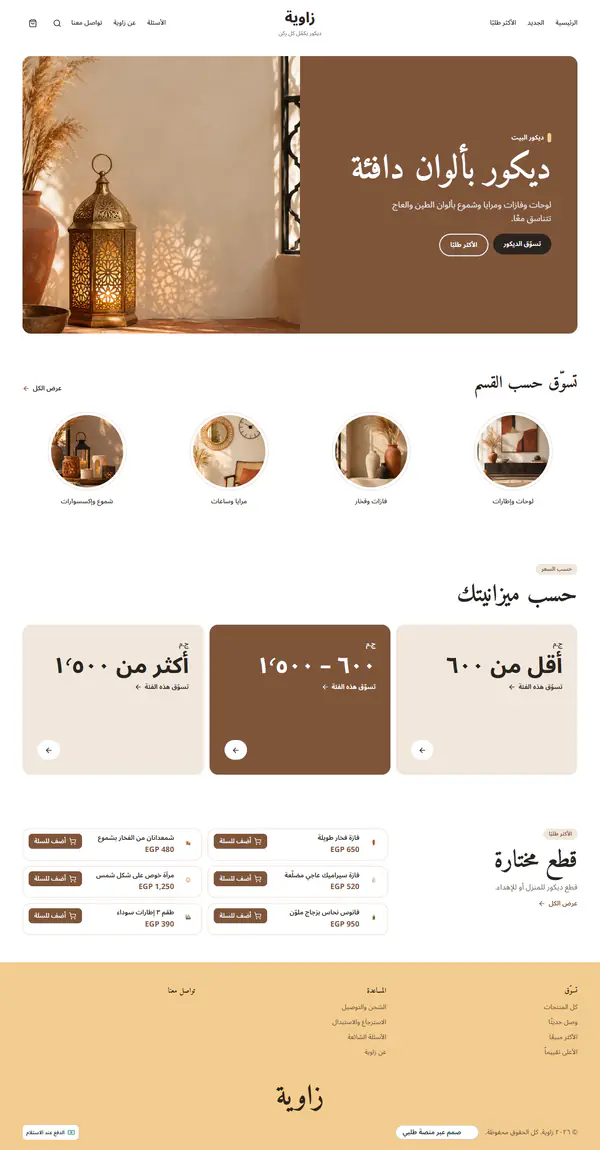 الرئيسية
الجديد
الأكثر طلبًا
زاوية
ديكور يكمّل كل ركن
الأسئلة
عن زاوية
تواصل معنا
ديكور البيت
ديكور بألوان دافئة
لوحات وفازات ومرايا وشموع بألوان الطين والعاج
تتناسق معًا.
تسوّق الديكور
الأكثر طلبًا
تسوّق حسب القسم
عرض الكل ←
لوحات وإطارات
فازات وفخار
مرايا وساعات
شموع وإكسسوارات
حسب السعر
حسب ميزانيتك
ج.م
أقل من ٦٠٠
تسوّق هذه الفئة ←
ج.م
٦٠٠ – ١٬٥٠٠
تسوّق هذه الفئة ←
ج.م
أكثر من ١٬٥٠٠
تسوّق هذه الفئة ←
الأكثر طلبًا
قطع مختارة
قطع ديكور للمنزل أو للإهداء.
عرض الكل ←
فازة فخار طويلة
EGP 650
أضف للسلة
شمعدانان من الفخار بشموع
EGP 480
أضف للسلة
فازة سيراميك عاجي مضلّعة
EGP 520
أضف للسلة
مرآة خوص على شكل شمس
EGP 1,250
أضف للسلة
فانوس نحاس بزجاج ملوّن
EGP 950
أضف للسلة
طقم ٣ إطارات سوداء
EGP 390
أضف للسلة
تسوّق
كل المنتجات
وصل حديثًا
الأكثر مبيعًا
الأعلى تقييماً
المساعدة
الشحن والتوصيل
الاسترجاع والاستبدال
الأسئلة الشائعة
عن زاوية
تواصل معنا
زاوية
© ٢٠٢٦ زاوية. كل الحقوق محفوظة.
صمم عبر منصة طلبي
الدفع عند الاستلام